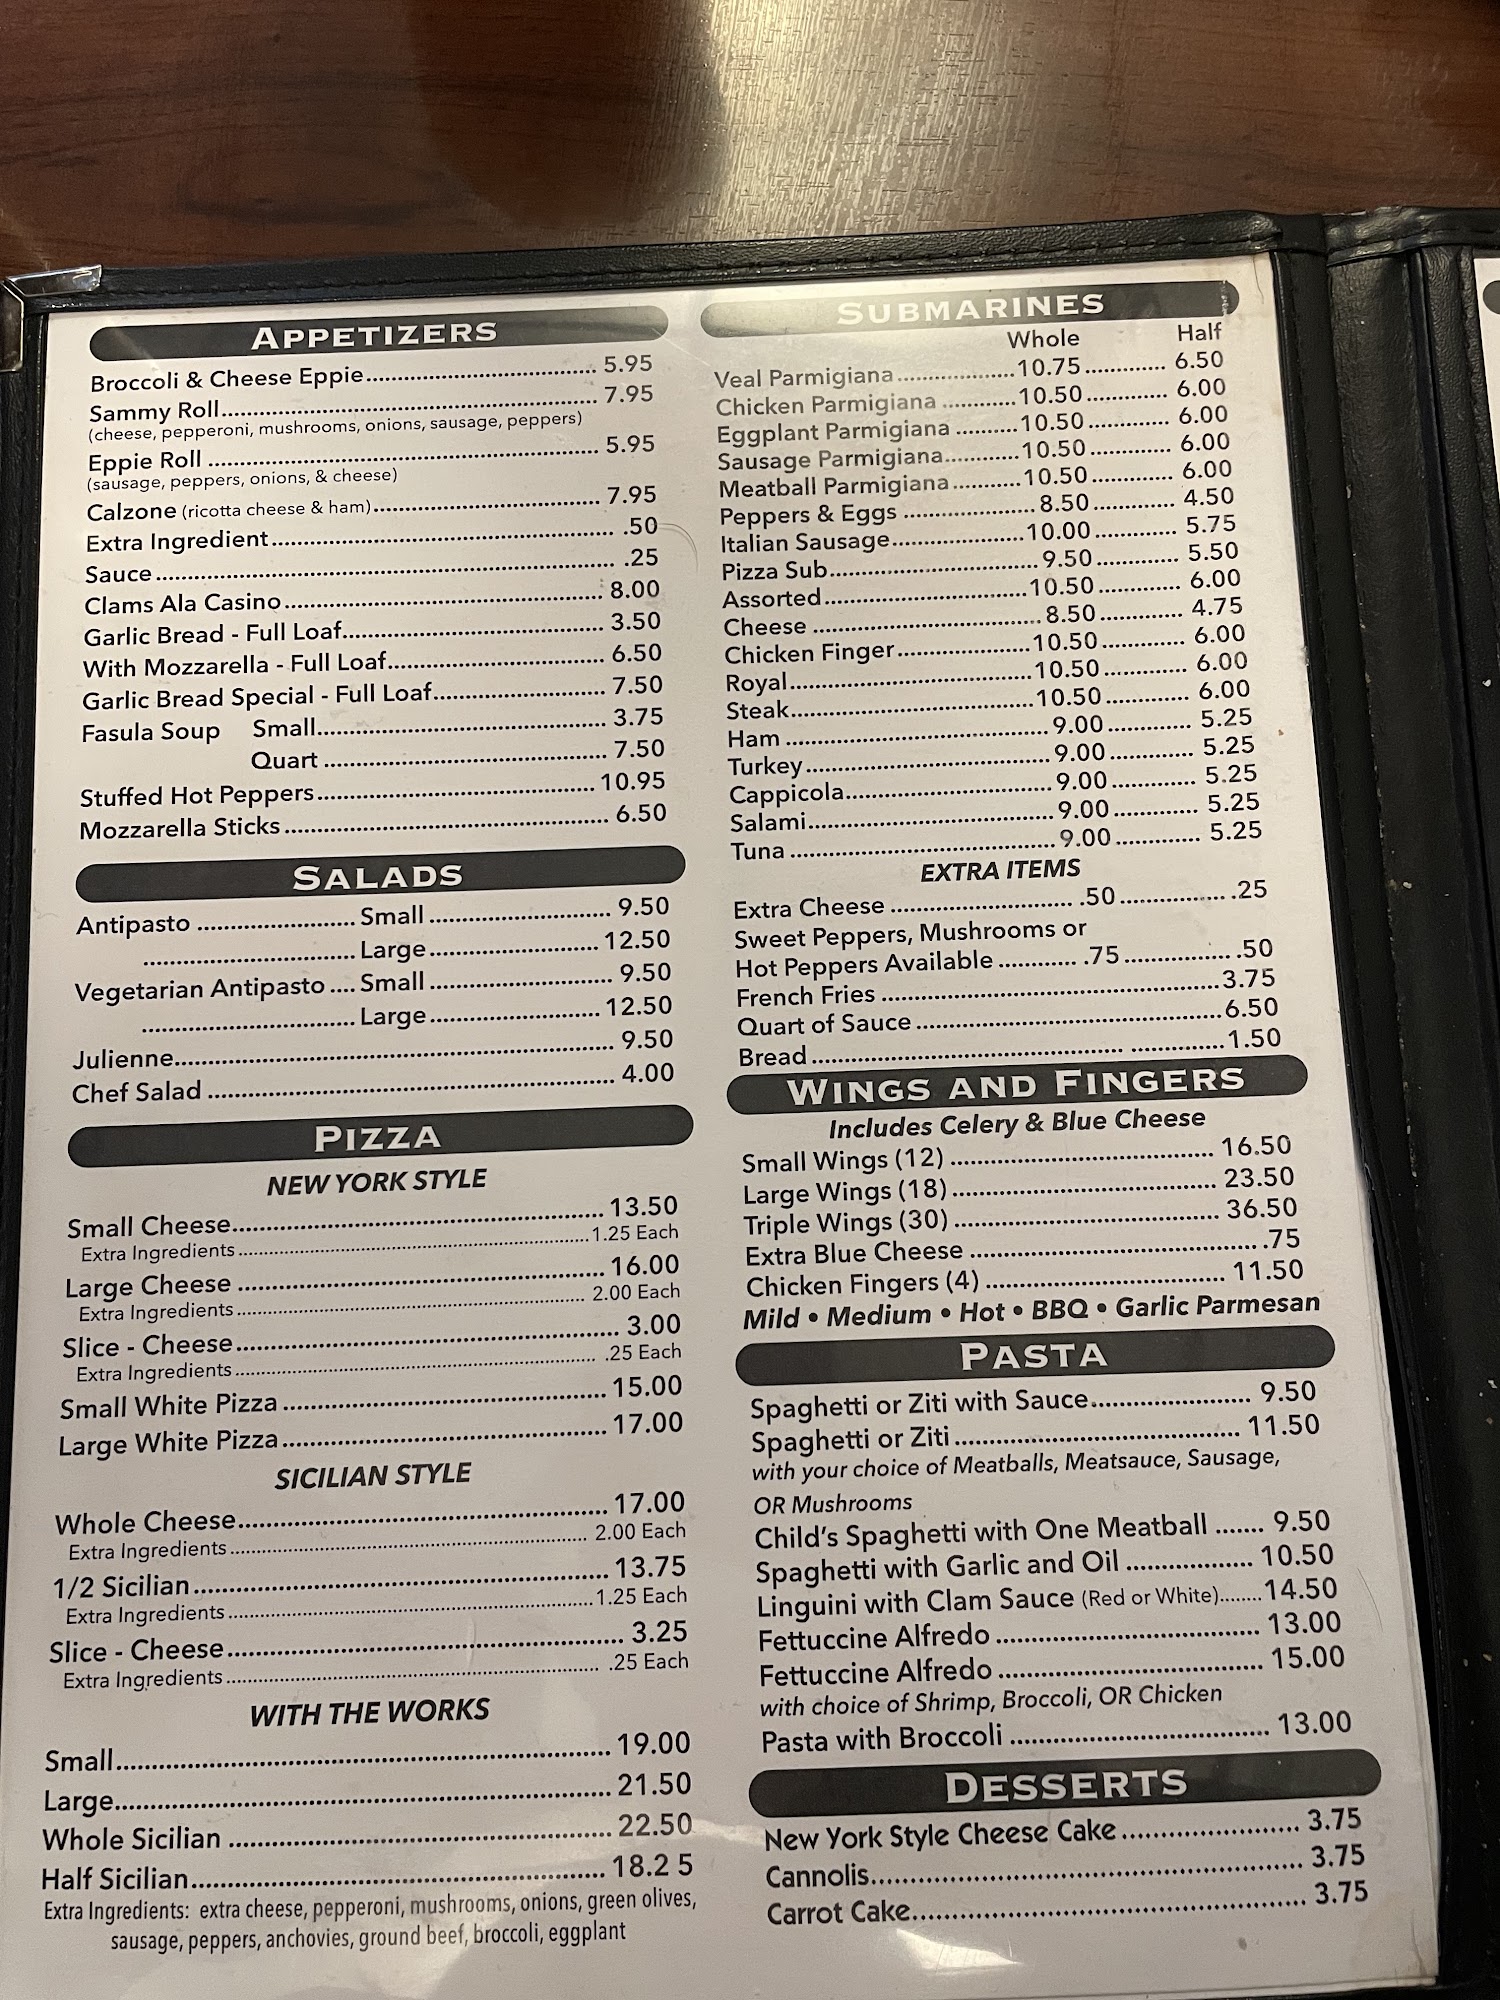 APPETIZERS
Broccoli & Cheese Eppie..... 5.95
Sammy Roll..... 7.95
(cheese, pepperoni, mushrooms, onions, sausage, peppers)
Eppie Roll ..... 5.95
(sausage, peppers, onions, & cheese)
Calzone (ricotta cheese & ham)..... 7.95
Extra Ingredient..... .50
Sauce ..... .25
Clams Ala Casino ..... 8.00
Garlic Bread - Full Loaf..... 3.50
With Mozzarella - Full Loaf..... 6.50
Garlic Bread Special - Full Loaf..... 7.50
Fasula Soup Small..... 3.75
Quart ..... 7.50
Stuffed Hot Peppers ..... 10.95
Mozzarella Sticks ..... 6.50
SALADS
Antipasto ..... Small ..... 9.50
..... Large ..... 12.50
Vegetarian Antipasto .... Small ..... 9.50
..... Large ..... 12.50
Julienne..... 9.50
Chef Salad ..... 4.00
PIZZA
NEW YORK STYLE
Small Cheese..... 13.50
Extra Ingredients ..... 1.25 Each
Large Cheese ..... 16.00
Extra Ingredients ..... 2.00 Each
Slice - Cheese..... 3.00
Extra Ingredients ..... .25 Each
Small White Pizza ..... 15.00
Large White Pizza ..... 17.00
SICILIAN STYLE
Whole Cheese..... 17.00
Extra Ingredients ..... 2.00 Each
1/2 Sicilian ..... 13.75
Extra Ingredients ..... 1.25 Each
Slice - Cheese ..... 3.25
Extra Ingredients ..... .25 Each
WITH THE WORKS
Small..... 19.00
Large..... 21.50
Whole Sicilian ..... 22.50
Half Sicilian..... 18.2 5
Extra Ingredients: extra cheese, pepperoni, mushrooms, onions, green olives,
sausage, peppers, anchovies, ground beef, broccoli, eggplant
SUBMARINES
Whole Half
Veal Parmigiana ..... 10.75 ..... 6.50
Chicken Parmigiana ..... 10.50 ..... 6.00
Eggplant Parmigiana ..... 10.50 ..... 6.00
Sausage Parmigiana..... 10.50 ..... 6.00
Meatball Parmigiana ..... 10.50 ..... 6.00
Peppers & Eggs ..... 8.50 ..... 4.50
Italian Sausage..... 10.00 ..... 5.75
Pizza Sub..... 9.50 ..... 5.50
Assorted..... 10.50 ..... 6.00
Cheese ..... 8.50 ..... 4.75
Chicken Finger..... 10.50 ..... 6.00
Royal..... 10.50 ..... 6.00
Steak..... 10.50 ..... 6.00
Ham ..... 9.00 ..... 5.25
Turkey..... 9.00 ..... 5.25
Cappicola..... 9.00 ..... 5.25
Salami..... 9.00 ..... 5.25
Tuna ..... 9.00 ..... 5.25
EXTRA ITEMS
Extra Cheese ..... .50 ..... .25
Sweet Peppers, Mushrooms or
Hot Peppers Available ..... .75 ..... .50
French Fries ..... 3.75
Quart of Sauce ..... 6.50
Bread ..... 1.50
WINGS AND FINGERS
Includes Celery & Blue Cheese
Small Wings (12) ..... 16.50
Large Wings (18) ..... 23.50
Triple Wings (30) ..... 36.50
Extra Blue Cheese ..... .75
Chicken Fingers (4) ..... 11.50
Mild • Medium • Hot • BBQ • Garlic Parmesan
PASTA
Spaghetti or Ziti with Sauce..... 9.50
Spaghetti or Ziti ..... 11.50
with your choice of Meatballs, Meatsauce, Sausage,
OR Mushrooms
Child's Spaghetti with One Meatball ..... 9.50
Spaghetti with Garlic and Oil ..... 10.50
Linguini with Clam Sauce (Red or White)..... 14.50
Fettuccine Alfredo ..... 13.00
Fettuccine Alfredo ..... 15.00
with choice of Shrimp, Broccoli, OR Chicken
Pasta with Broccoli ..... 13.00
DESSERTS
New York Style Cheese Cake ..... 3.75
Cannolis..... 3.75
Carrot Cake..... 3.75